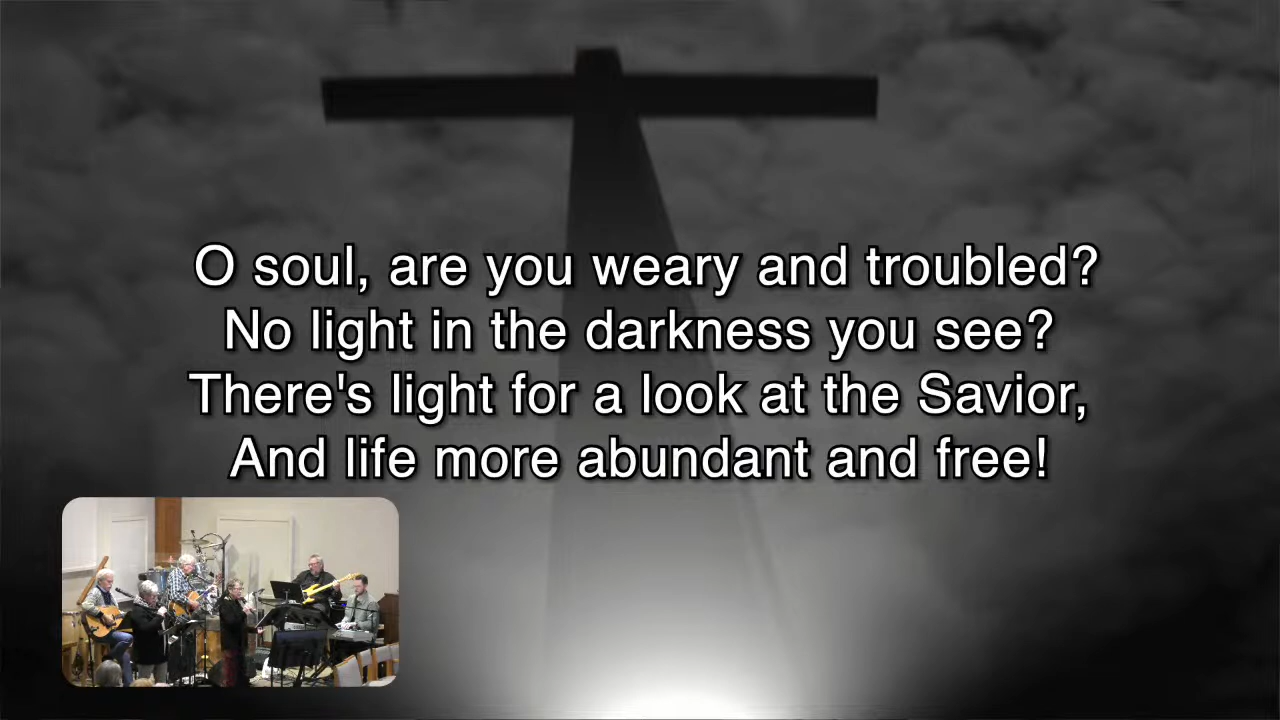 O soul, are you weary and troubled?
No light in the darkness you see?
There's light for a look at the Savior,
And life more abundant and free!